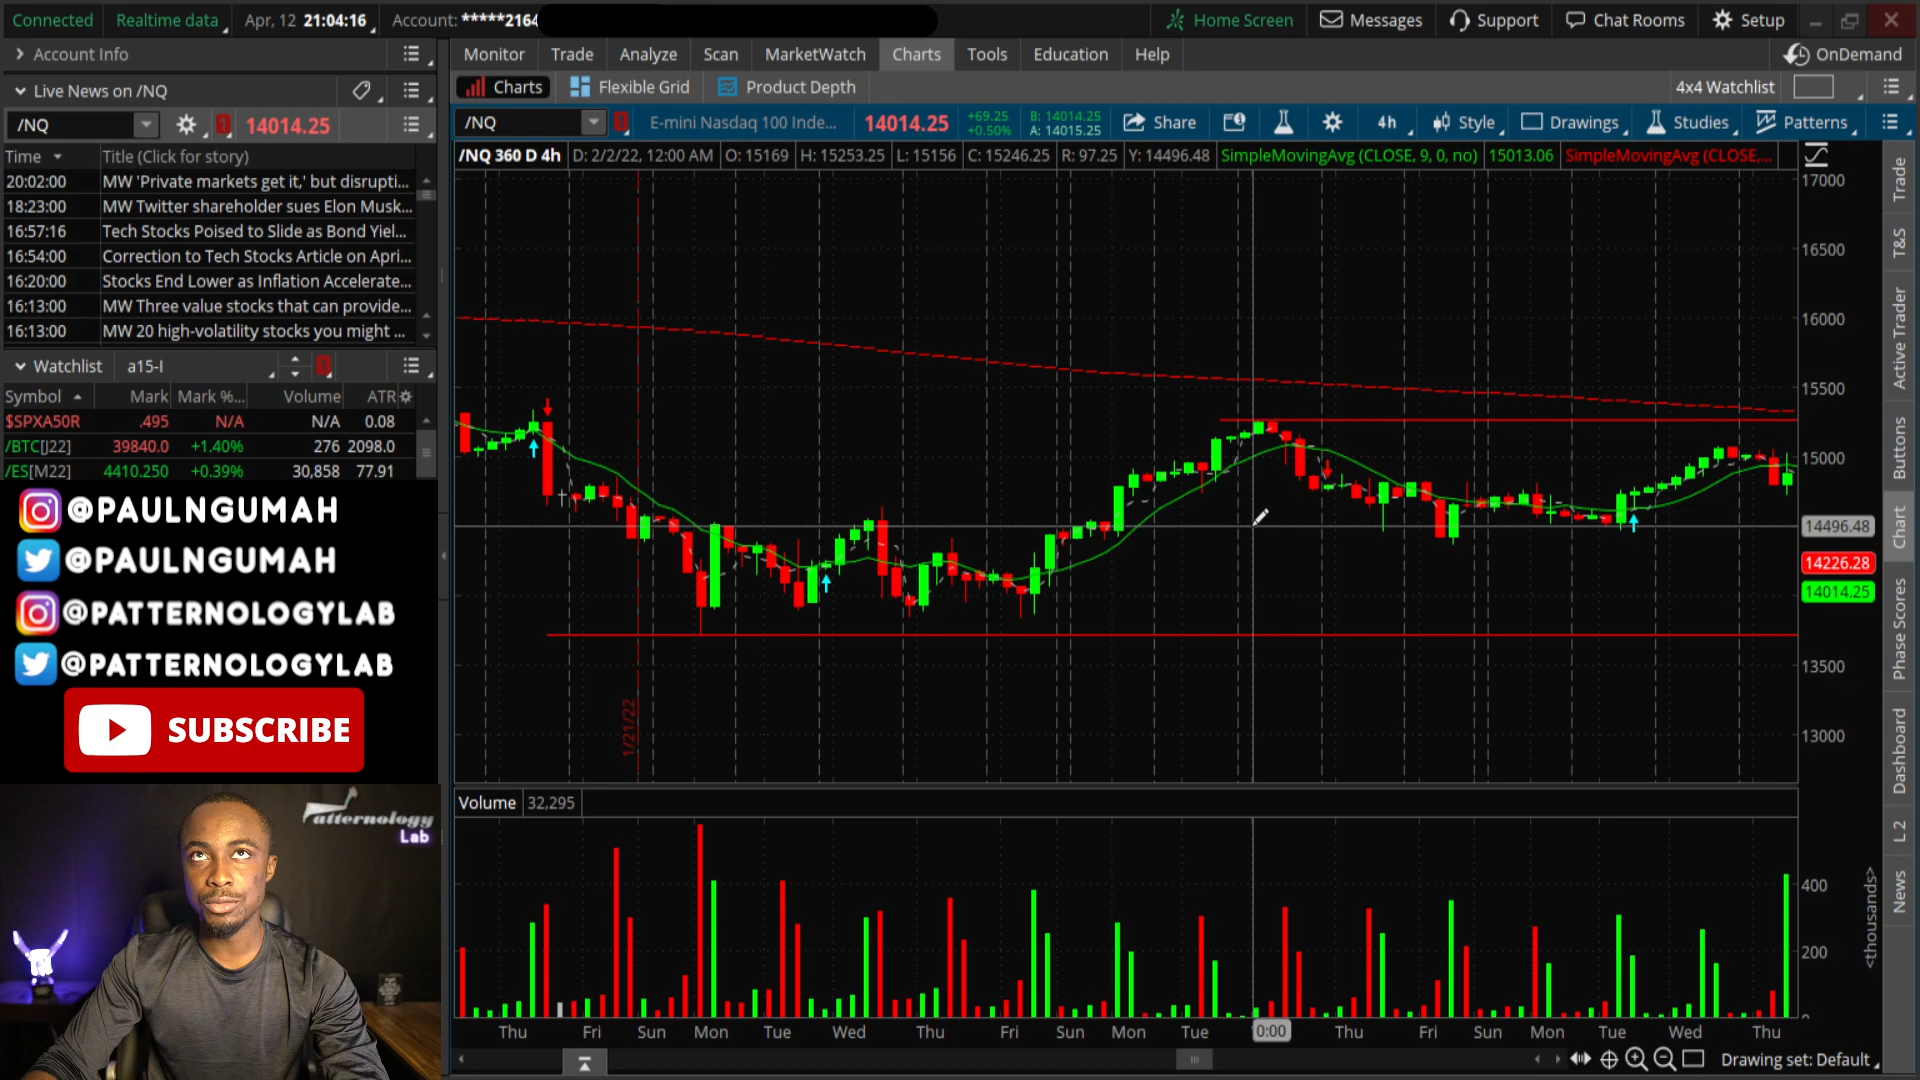 Connected Realtime data Apr, 12 21:04:16 Account: *****2164 Home Screen Messages Support Chat Rooms Setup
Account Info
Monitor Trade Analyze Scan MarketWatch Charts Tools Education Help OnDemand
Live News on /NQ
Charts Flexible Grid Product Depth 4x4 Watchlist
/NQ 14014.25
/NQ E-mini Nasdaq 100 Inde... 14014.25 +69.25 +0.50% B: 14014.25 A: 14015.25 Share 4h Style Drawings Studies Patterns
Time Title (Click for story)
/NQ 360 D 4h D: 2/2/22, 12:00 AM O: 15169 H: 15253.25 L: 15156 C: 15246.25 R: 97.25 Y: 14496.48 SimpleMovingAvg (CLOSE, 9, 0, no) 15013.06 SimpleMovingAvg (CLOSE,...
20:02:00 MW 'Private markets get it,' but disrupti...
18:23:00 MW Twitter shareholder sues Elon Musk...
16:57:16 Tech Stocks Poised to Slide as Bond Yiel...
16:54:00 Correction to Tech Stocks Article on Apri...
16:20:00 Stocks End Lower as Inflation Accelerate...
16:13:00 MW Three value stocks that can provide...
16:13:00 MW 20 high-volatility stocks you might ...
Watchlist a15-I
Symbol Mark Mark %... Volume ATR
$SPXA50R .495 N/A N/A 0.08
/BTC[J22] 39840.0 +1.40% 276 2098.0
/ES[M22] 4410.250 +0.39% 30,858 77.91
@PAULNGUMAH
@PAULNGUMAH
@PATTERNOLOGYLAB
@PATTERNOLOGYLAB
SUBSCRIBE
Patternology
Lab
17000
16500
16000
15500
15000
14496.48
14226.28
14014.25
13500
13000
1/21/22
Volume 32,295
400
200
<thousands>
Thu Fri Sun Mon Tue Wed Thu Fri Sun Mon Tue 0:00 Thu Fri Sun Mon Tue Wed Thu
Drawing set: Default
Trade
T&S
Active Trader
Buttons
Chart
Phase Scores
Dashboard
L 2
News